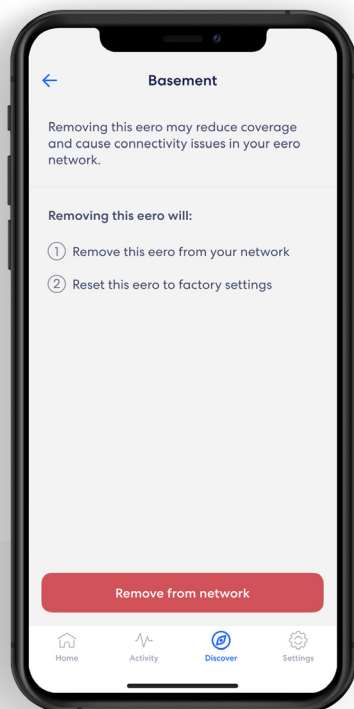 Basement
Removing this eero may reduce coverage
and cause connectivity issues in your eero
network.
Removing this eero will:
1 Remove this eero from your network
2 Reset this eero to factory settings
Remove from network
Home Activity Discover Settings